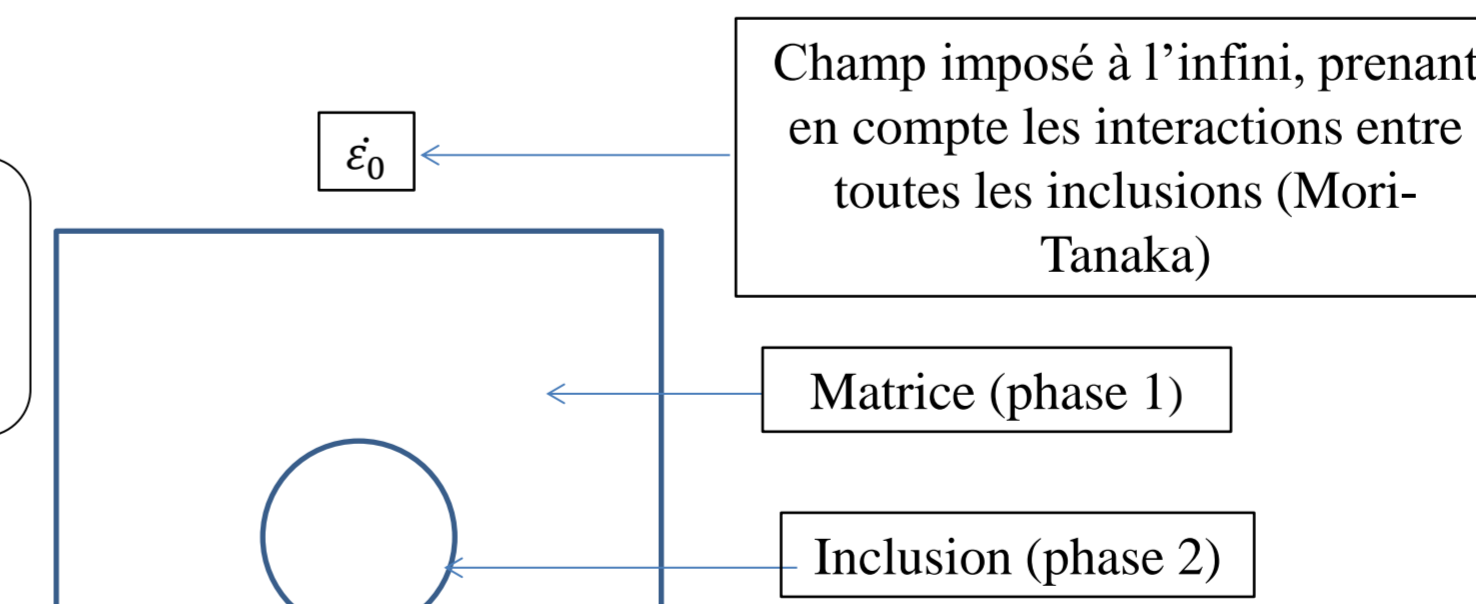 Champ imposé à l’infini, prenant
en compte les interactions entre
toutes les inclusions (Mori-
Tanaka)
ε̇₀
Matrice (phase 1)
Inclusion (phase 2)